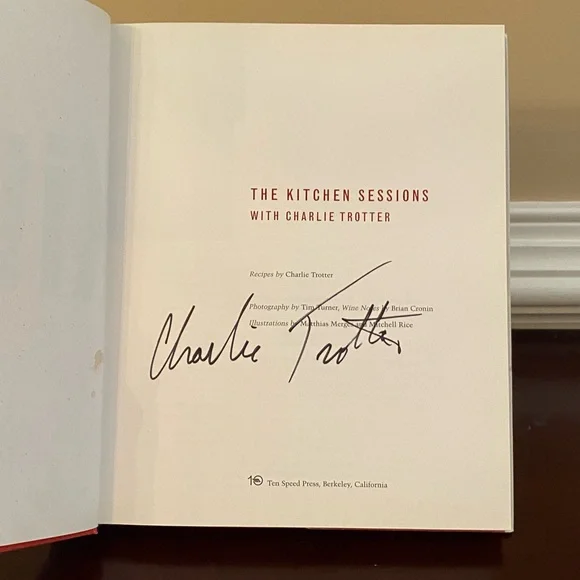 THE KITCHEN SESSIONS
WITH CHARLIE TROTTER
Recipes by Charlie Trotter
Photography by Tim Turner, Wine Notes by Brian Cronin
Illustrations by Matthias Merges and Mitchell Rice
Charlie Trotter
10 Ten Speed Press, Berkeley, California